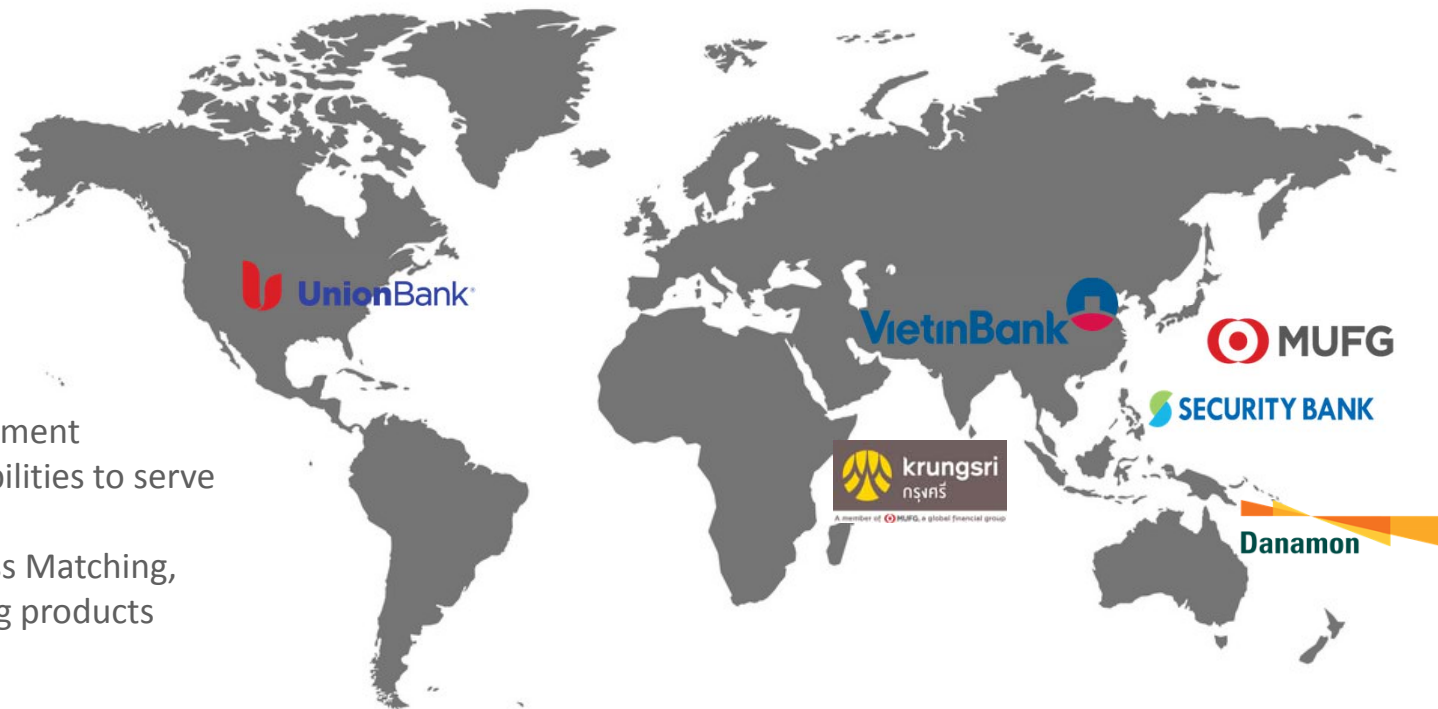 UnionBank®
VietinBank
MUFG
SECURITY BANK
ment
bilities to serve
krungsri
กรุงศรี
A member of MUFG, a global financial group
s Matching,
g products
Danamon